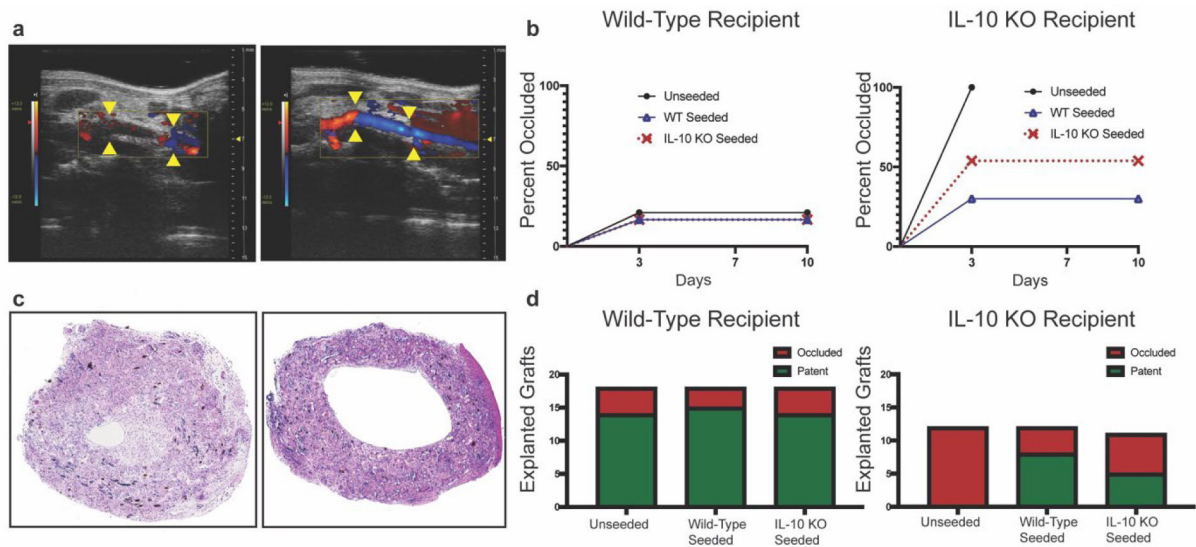 a
b
Wild-Type Recipient
IL-10 KO Recipient
Percent Occluded
100
50
0
3
7
10
Days
Unseeded
WT Seeded
IL-10 KO Seeded
Percent Occluded
100
50
0
3
7
10
Days
Unseeded
WT Seeded
IL-10 KO Seeded
c
d
Wild-Type Recipient
IL-10 KO Recipient
Explanted Grafts
20
15
10
5
0
Occluded
Patent
Unseeded
Wild-Type
Seeded
IL-10 KO
Seeded
Explanted Grafts
20
15
10
5
0
Occluded
Patent
Unseeded
Wild-Type
Seeded
IL-10 KO
Seeded